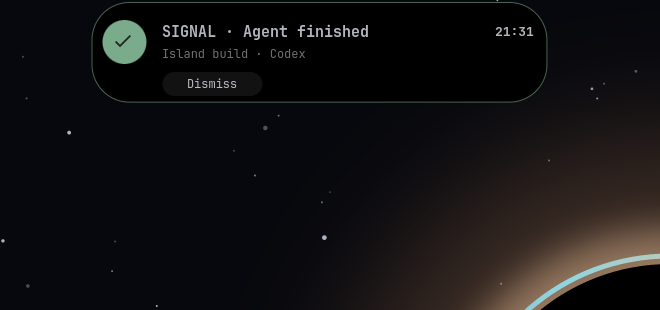 SIGNAL · Agent finished 21:31
Island build · Codex
Dismiss